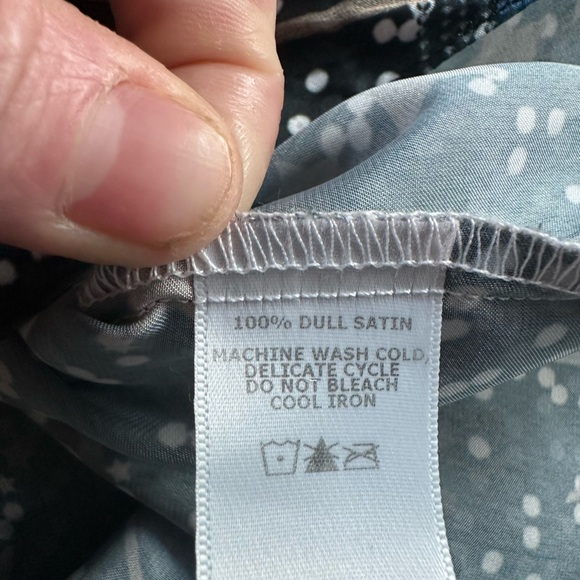 100% DULL SATIN
MACHINE WASH COLD,
DELICATE CYCLE
DO NOT BLEACH
COOL IRON